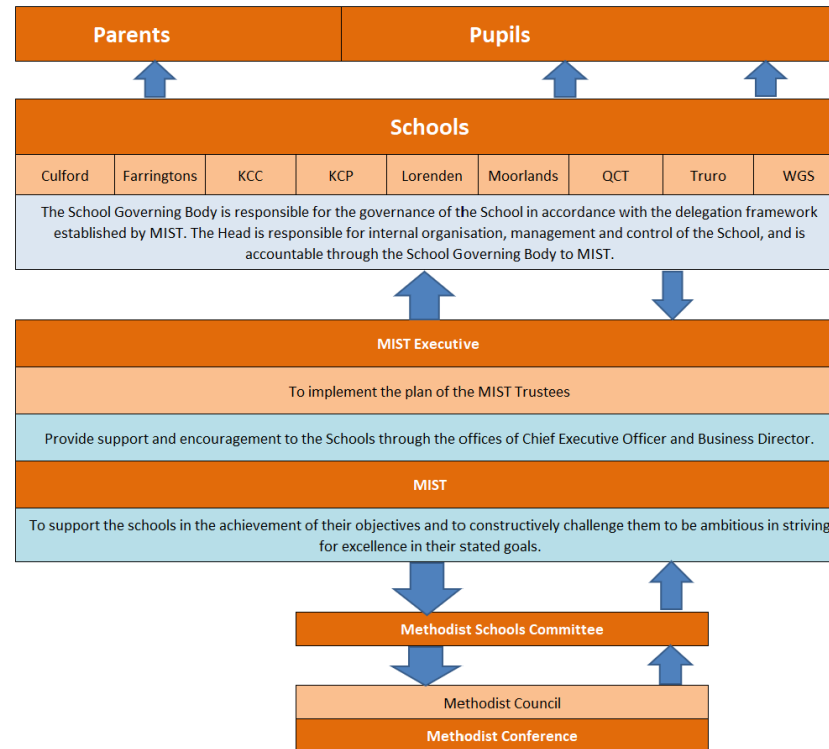 Parents
Pupils
Schools
Culford
Farringtons
KCC
KCP
Lorenden
Moorlands
QCT
Truro
WGS
The School Governing Body is responsible for the governance of the School in accordance with the delegation framework
established by MIST. The Head is responsible for internal organisation, management and control of the School, and is
accountable through the School Governing Body to MIST.
MIST Executive
To implement the plan of the MIST Trustees
Provide support and encouragement to the Schools through the offices of Chief Executive Officer and Business Director.
MIST
To support the schools in the achievement of their objectives and to constructively challenge them to be ambitious in striving
for excellence in their stated goals.
Methodist Schools Committee
Methodist Council
Methodist Conference